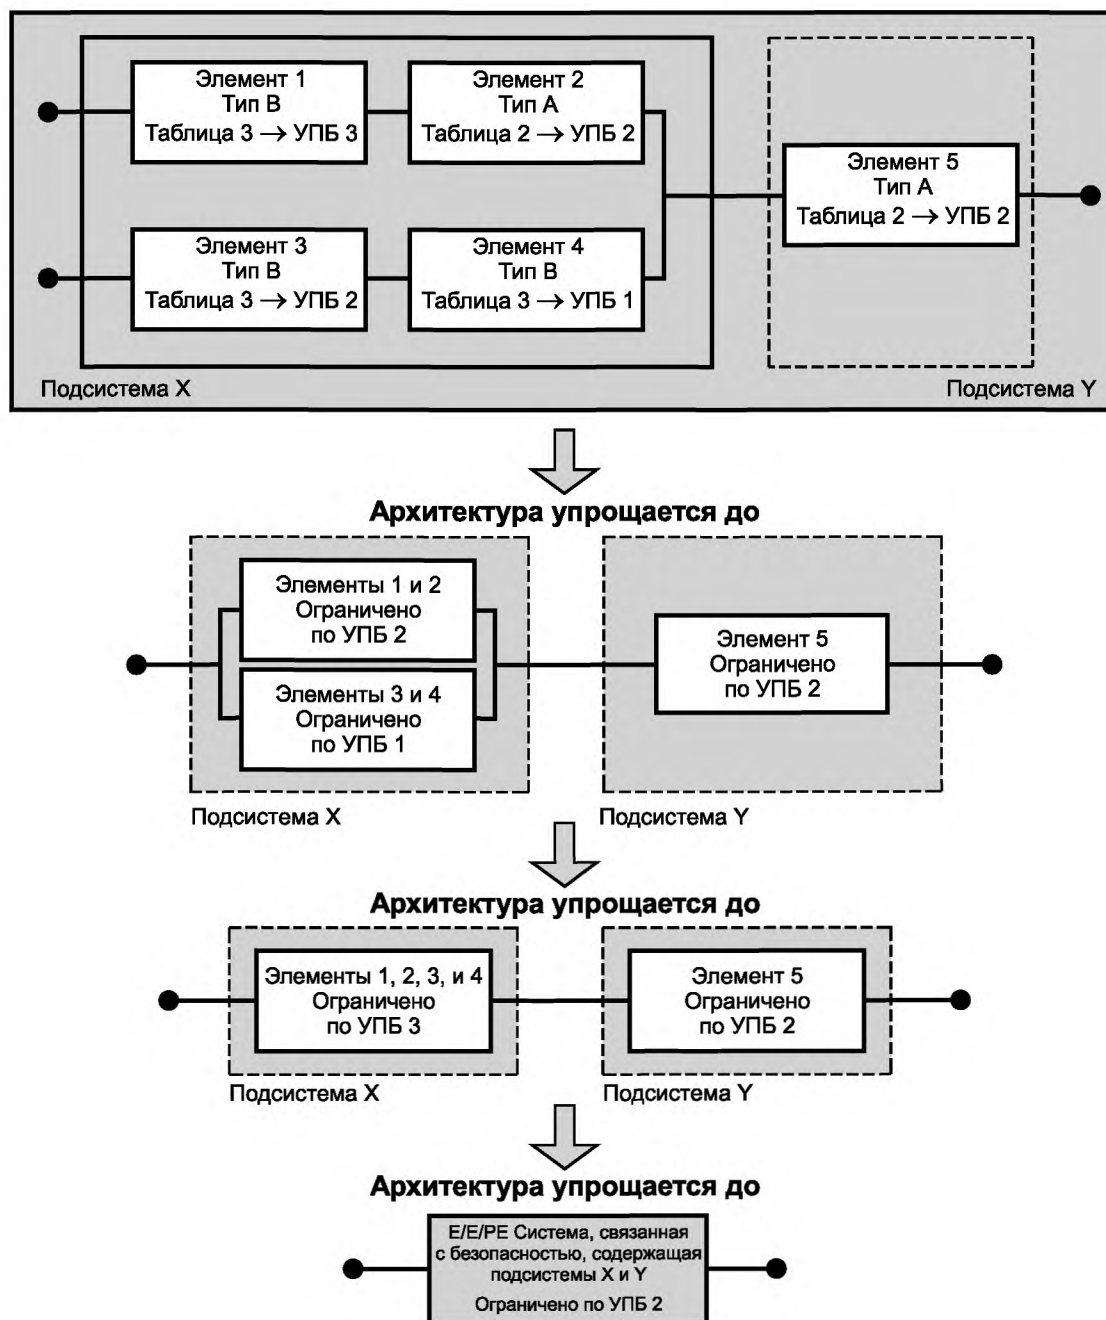 Элемент 1
Тип В
Таблица 3 → УПБ 3
Элемент 2
Тип А
Таблица 2 → УПБ 2
Элемент 3
Тип В
Таблица 3 → УПБ 2
Элемент 4
Тип В
Таблица 3 → УПБ 1
Элемент 5
Тип А
Таблица 2 → УПБ 2
Подсистема X
Подсистема Y
Архитектура упрощается до
Элементы 1 и 2
Ограничено
по УПБ 2
Элементы 3 и 4
Ограничено
по УПБ 1
Элемент 5
Ограничено
по УПБ 2
Подсистема X
Подсистема Y
Архитектура упрощается до
Элементы 1, 2, 3, и 4
Ограничено
по УПБ 3
Элемент 5
Ограничено
по УПБ 2
Подсистема X
Подсистема Y
Архитектура упрощается до
E/E/PE Система, связанная
с безопасностью, содержащая
подсистемы X и Y
Ограничено по УПБ 2